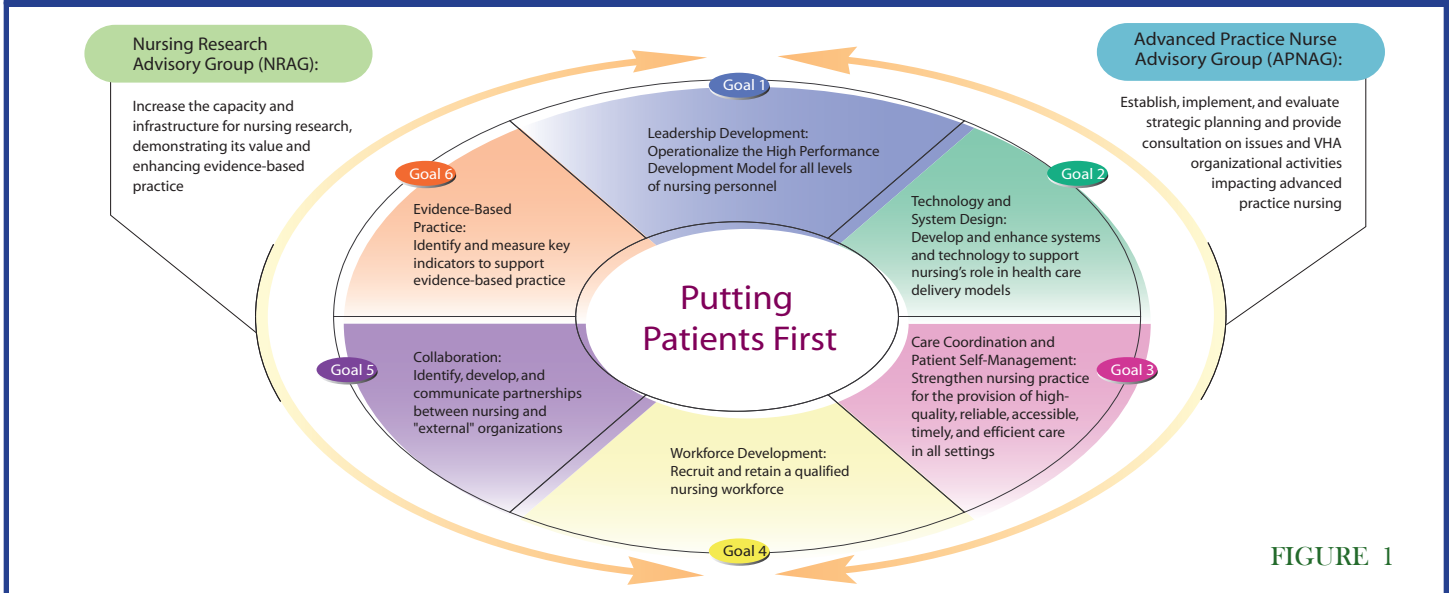 Nursing Research
Advisory Group (NRAG):
Increase the capacity and
infrastructure for nursing research,
demonstrating its value and
enhancing evidence-based
practice
Advanced Practice Nurse
Advisory Group (APNAG):
Establish, implement, and evaluate
strategic planning and provide
consultation on issues and VHA
organizational activities
impacting advanced
practice nursing
Goal 1
Leadership Development:
Operationalize the High Performance
Development Model for all levels
of nursing personnel
Goal 2
Technology and
System Design:
Develop and enhance systems
and technology to support
nursing's role in health care
delivery models
Goal 3
Care Coordination and
Patient Self-Management:
Strengthen nursing practice
for the provision of high-
quality, reliable, accessible,
timely, and efficient care
in all settings
Goal 4
Workforce Development:
Recruit and retain a qualified
nursing workforce
Goal 5
Collaboration:
Identify, develop, and
communicate partnerships
between nursing and
"external" organizations
Goal 6
Evidence-Based
Practice:
Identify and measure key
indicators to support
evidence-based practice
Putting
Patients First
FIGURE 1